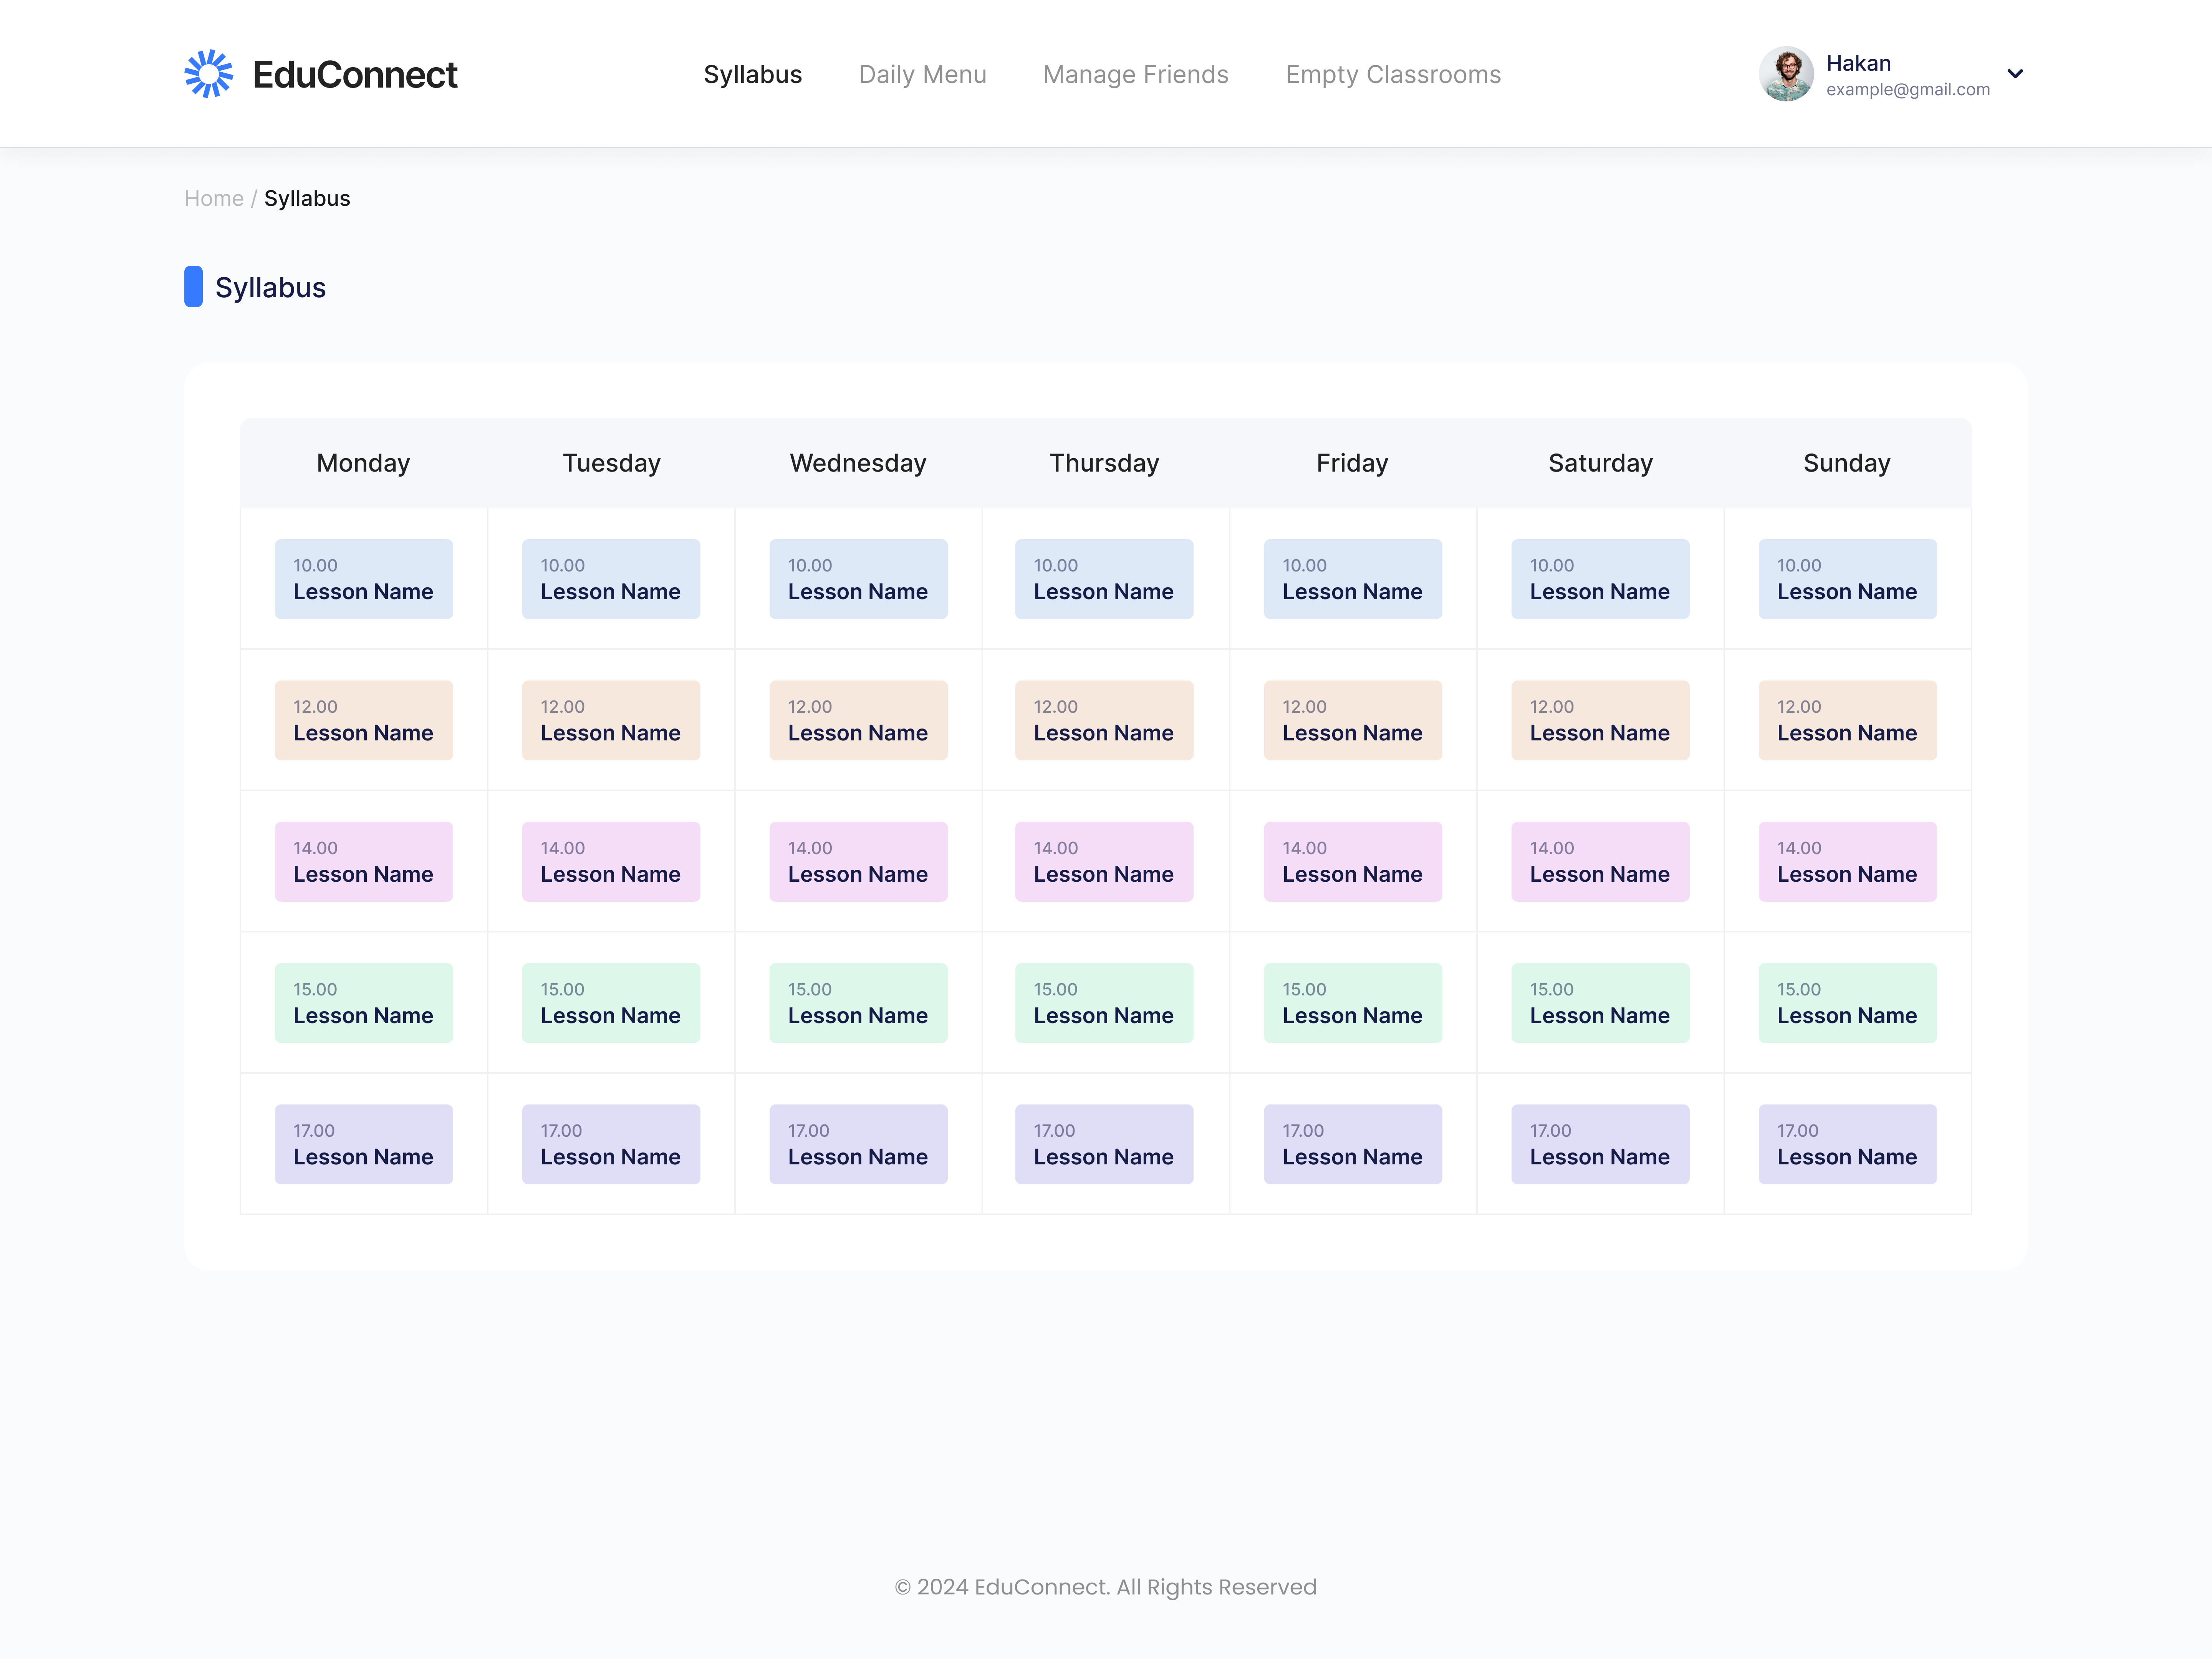 EduConnect
Syllabus Daily Menu Manage Friends Empty Classrooms
Hakan
example@gmail.com
Home / Syllabus
Syllabus
Monday Tuesday Wednesday Thursday Friday Saturday Sunday
10.00 10.00 10.00 10.00 10.00 10.00 10.00
Lesson Name Lesson Name Lesson Name Lesson Name Lesson Name Lesson Name Lesson Name
12.00 12.00 12.00 12.00 12.00 12.00 12.00
Lesson Name Lesson Name Lesson Name Lesson Name Lesson Name Lesson Name Lesson Name
14.00 14.00 14.00 14.00 14.00 14.00 14.00
Lesson Name Lesson Name Lesson Name Lesson Name Lesson Name Lesson Name Lesson Name
15.00 15.00 15.00 15.00 15.00 15.00 15.00
Lesson Name Lesson Name Lesson Name Lesson Name Lesson Name Lesson Name Lesson Name
17.00 17.00 17.00 17.00 17.00 17.00 17.00
Lesson Name Lesson Name Lesson Name Lesson Name Lesson Name Lesson Name Lesson Name
© 2024 EduConnect. All Rights Reserved